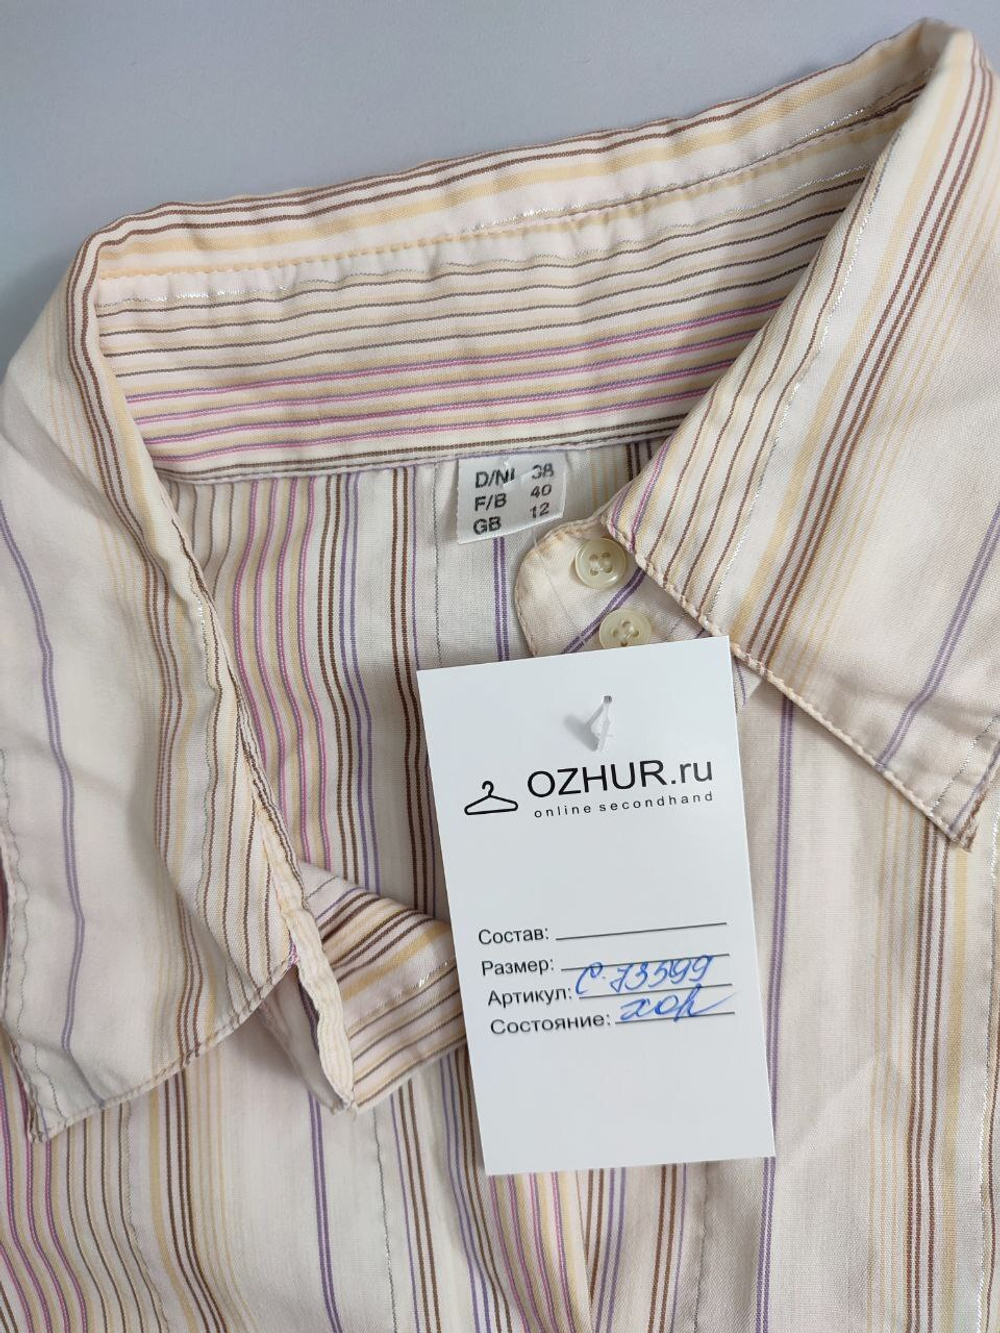 D/NL 38
F/B 40
GB 12
OZHUR.ru
online secondhand
Состав:
Размер:
Артикул: С-73599
Состояние: хор